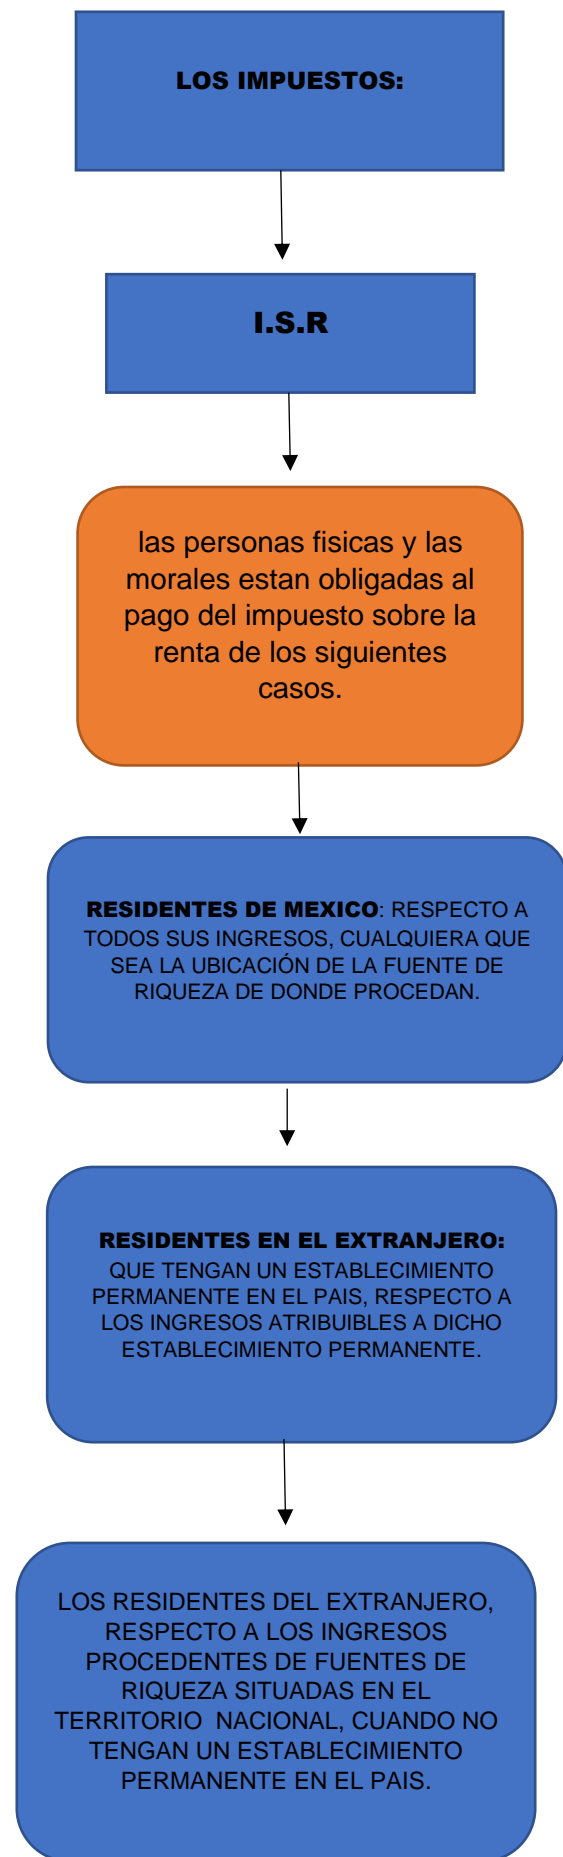 LOS IMPUESTOS:
I.S.R
las personas fisicas y las
morales estan obligadas al
pago del impuesto sobre la
renta de los siguientes
casos.
RESIDENTES DE MEXICO: RESPECTO A
TODOS SUS INGRESOS, CUALQUIERA QUE
SEA LA UBICACIÓN DE LA FUENTE DE
RIQUEZA DE DONDE PROCEDAN.
RESIDENTES EN EL EXTRANJERO:
QUE TENGAN UN ESTABLECIMIENTO
PERMANENTE EN EL PAIS, RESPECTO A
LOS INGRESOS ATRIBUIBLES A DICHO
ESTABLECIMIENTO PERMANENTE.
LOS RESIDENTES DEL EXTRANJERO,
RESPECTO A LOS INGRESOS
PROCEDENTES DE FUENTES DE
RIQUEZA SITUADAS EN EL
TERRITORIO  NACIONAL, CUANDO NO
TENGAN UN ESTABLECIMIENTO
PERMANENTE EN EL PAIS.